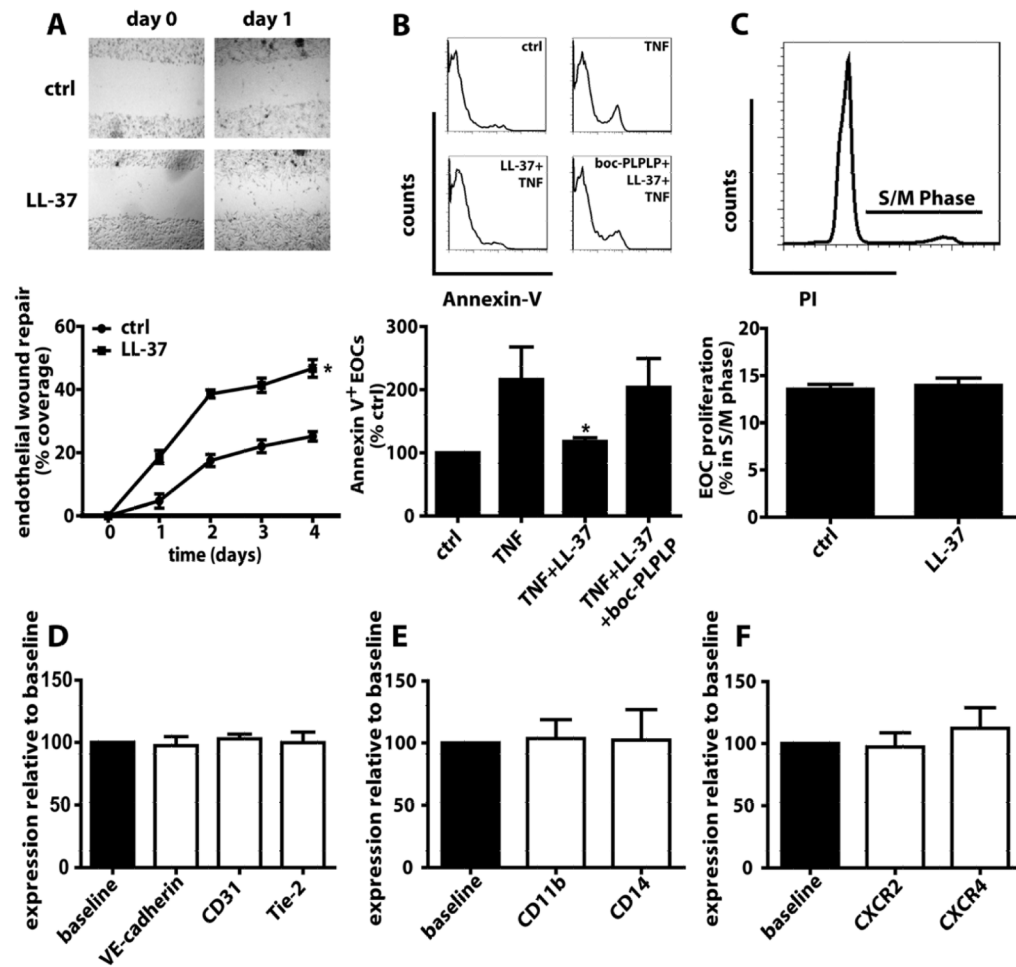 A
day 0
day 1
ctrl
LL-37
endothelial wound repair
(% coverage)
60
40
20
0
ctrl
LL-37
*
0
1
2
3
4
time (days)
B
ctrl
TNF
LL-37+
TNF
boc-PLPLP+
LL-37+
TNF
counts
Annexin-V
Annexin V+ EOCs
(% ctrl)
300
200
100
0
*
ctrl
TNF
TNF+LL-37
TNF+LL-37
+boc-PLPLP
C
counts
S/M Phase
PI
EOC proliferation
(% in S/M phase)
20
15
10
5
0
ctrl
LL-37
D
expression relative to baseline
150
100
50
0
baseline
VE-cadherin
CD31
Tie-2
E
expression relative to baseline
150
100
50
0
baseline
CD11b
CD14
F
expression relative to baseline
150
100
50
0
baseline
CXCR2
CXCR4